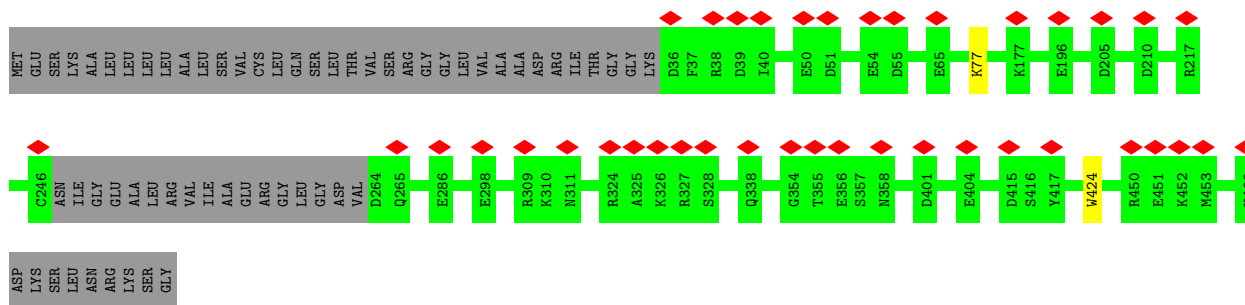 MET GLU SER LYS ALA LEU LEU LEU LEU ALA LEU SER VAL CYS LEU GLN SER LEU THR VAL SER ARG GLY GLY LEU VAL ALA ALA ASP ARG ILE THR GLY GLY LYS D36 F37 R38 D39 I40 E50 D51 E54 D55 E65 K77 K177 E196 D205 D210 R217
C246 ASN ILE GLY GLU ALA LEU ARG VAL ILE ALA GLU ARG GLY LEU GLY ASP VAL D264 Q265 E286 E298 R309 K310 N311 R324 A325 K326 R327 S328 Q338 G354 T355 E356 S357 N358 D401 E404 D415 S416 Y417 W424 R450 E451 K452 M453
ASP LYS SER LEU ASN ARG LYS SER GLY